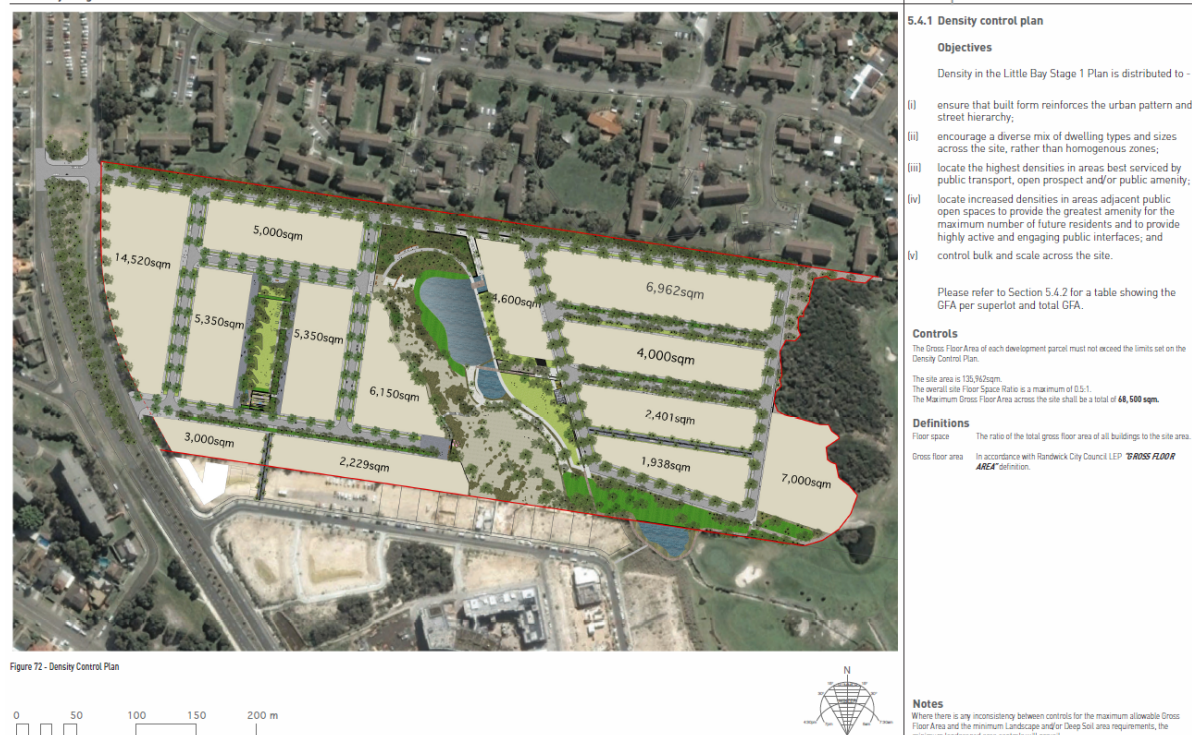 5.4.1 Density control plan
Objectives
Density in the Little Bay Stage 1 Plan is distributed to -
(i) ensure that built form reinforces the urban pattern and
street hierarchy;
(ii) encourage a diverse mix of dwelling types and sizes
across the site, rather than homogenous zones;
(iii) locate the highest densities in areas best serviced by
public transport, open prospect and/or public amenity;
(iv) locate increased densities in areas adjacent public
open spaces to provide the greatest amenity for the
maximum number of future residents and to provide
highly active and engaging public interfaces; and
(v) control bulk and scale across the site.
Please refer to Section 5.4.2 for a table showing the
GFA per superlot and total GFA.
Controls
The Gross Floor Area of each development parcel must not exceed the limits set on the
Density Control Plan.
The site area is 135,962sqm.
The overall site Floor Space Ratio is a maximum of 0.5:1.
The Maximum Gross Floor Area across the site shall be a total of 68,500 sqm.
Definitions
Floor space The ratio of the total gross floor area of all buildings to the site area.
Gross floor area In accordance with Randwick City Council LEP "GROSS FLOOR
AREA" definition.
5,000sqm
14,520sqm
5,350sqm
5,350sqm
4,600sqm
6,962sqm
4,000sqm
6,150sqm
2,401sqm
3,000sqm
2,229sqm
1,938sqm
7,000sqm
Figure 72 - Density Control Plan
0 50 100 150 200 m
N
Notes
Where there is any inconsistency between controls for the maximum allowable Gross
Floor Area and the minimum Landscape and/or Deep Soil area requirements, the